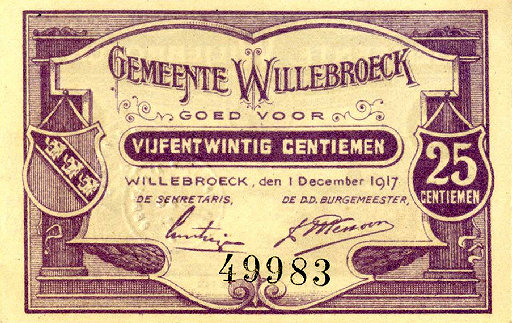 GEMEENTE WILLEBROECK
GOED VOOR
VIJFENTWINTIG CENTIEMEN
25
CENTIEMEN
WILLEBROECK, den 1 December 1917
DE SEKRETARIS, DE D.D. BURGEMEESTER,
49983